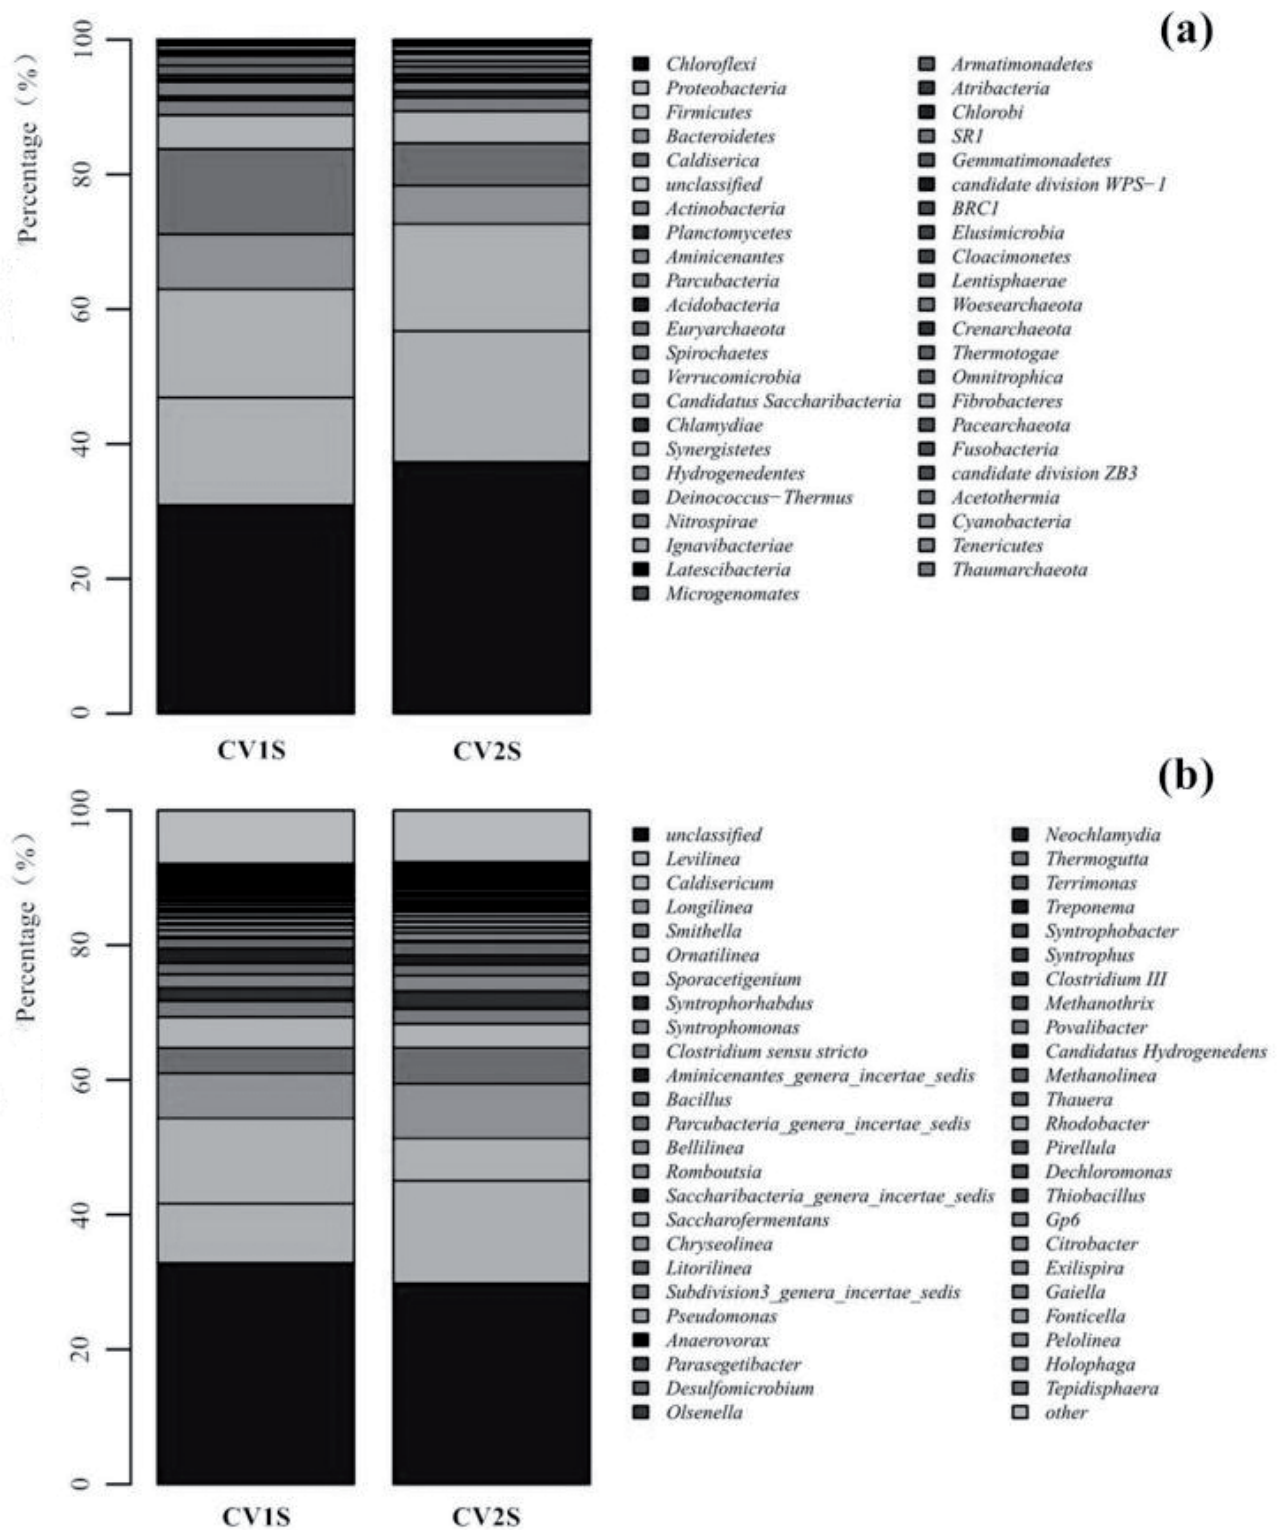 (a)
Percentage (%)
100
80
60
40
20
0
CV1S
CV2S
Chloroflexi
Proteobacteria
Firmicutes
Bacteroidetes
Caldiserica
unclassified
Actinobacteria
Planctomycetes
Aminicenantes
Parcubacteria
Acidobacteria
Euryarchaeota
Spirochaetes
Verrucomicrobia
Candidatus Saccharibacteria
Chlamydiae
Synergistetes
Hydrogenedentes
Deinococcus−Thermus
Nitrospirae
Ignavibacteriae
Latescibacteria
Microgenomates
Armatimonadetes
Atribacteria
Chlorobi
SR1
Gemmatimonadetes
candidate division WPS−1
BRC1
Elusimicrobia
Cloacimonetes
Lentisphaerae
Woesearchaeota
Crenarchaeota
Thermotogae
Omnitrophica
Fibrobacteres
Pacearchaeota
Fusobacteria
candidate division ZB3
Acetothermia
Cyanobacteria
Tenericutes
Thaumarchaeota
(b)
Percentage (%)
100
80
60
40
20
0
CV1S
CV2S
unclassified
Levilinea
Caldisericum
Longilinea
Smithella
Ornatilinea
Sporacetigenium
Syntrophorhabdus
Syntrophomonas
Clostridium sensu stricto
Aminicenantes_genera_incertae_sedis
Bacillus
Parcubacteria_genera_incertae_sedis
Bellilinea
Romboutsia
Saccharibacteria_genera_incertae_sedis
Saccharofermentans
Chryseolinea
Litorilinea
Subdivision3_genera_incertae_sedis
Pseudomonas
Anaerovorax
Parasegetibacter
Desulfomicrobium
Olsenella
Neochlamydia
Thermogutta
Terrimonas
Treponema
Syntrophobacter
Syntrophus
Clostridium III
Methanothrix
Povalibacter
Candidatus Hydrogenedens
Methanolinea
Thauera
Rhodobacter
Pirellula
Dechloromonas
Thiobacillus
Gp6
Citrobacter
Exilispira
Gaiella
Fonticella
Pelolinea
Holophaga
Tepidisphaera
other